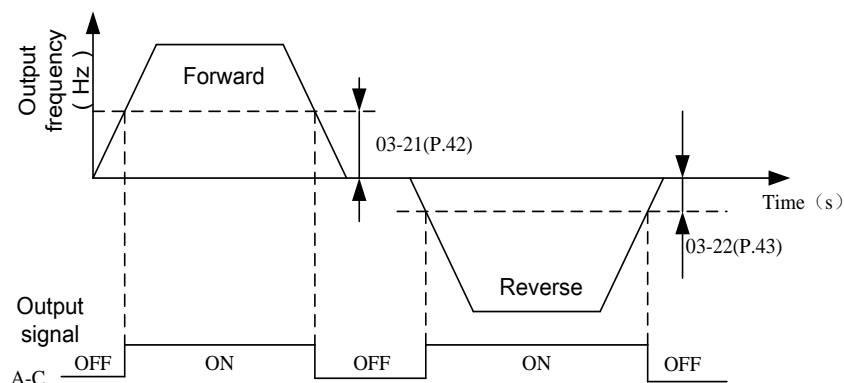 Output
frequency
( Hz )
Forward
03-21(P.42)
Time（s）
03-22(P.43)
Reverse
Output
signal
A-C
OFF
ON
OFF
ON
OFF